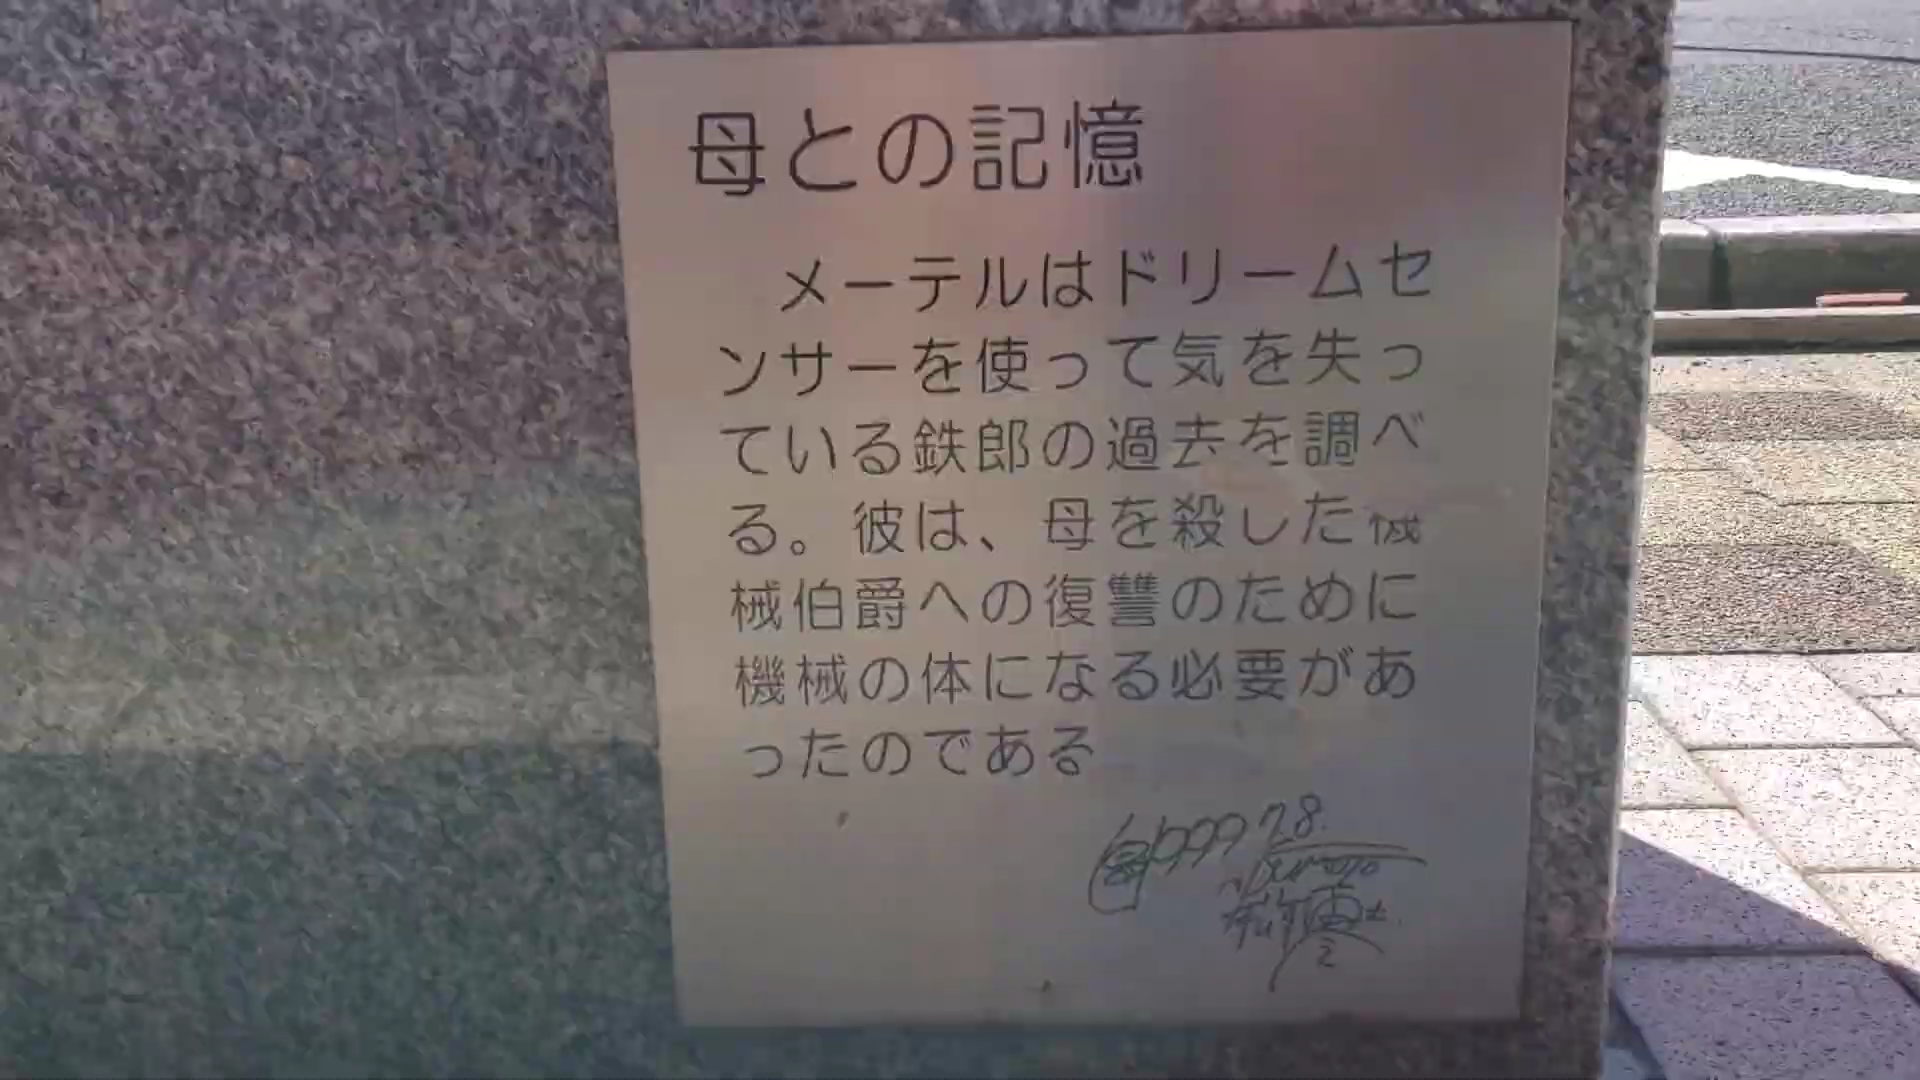 母との記憶
メーテルはドリームセ
ンサーを使って気を失っ
ている鉄郎の過去を調べ
る。彼は、母を殺した機
械伯爵への復讐のために
機械の体になる必要があ
ったのである
999